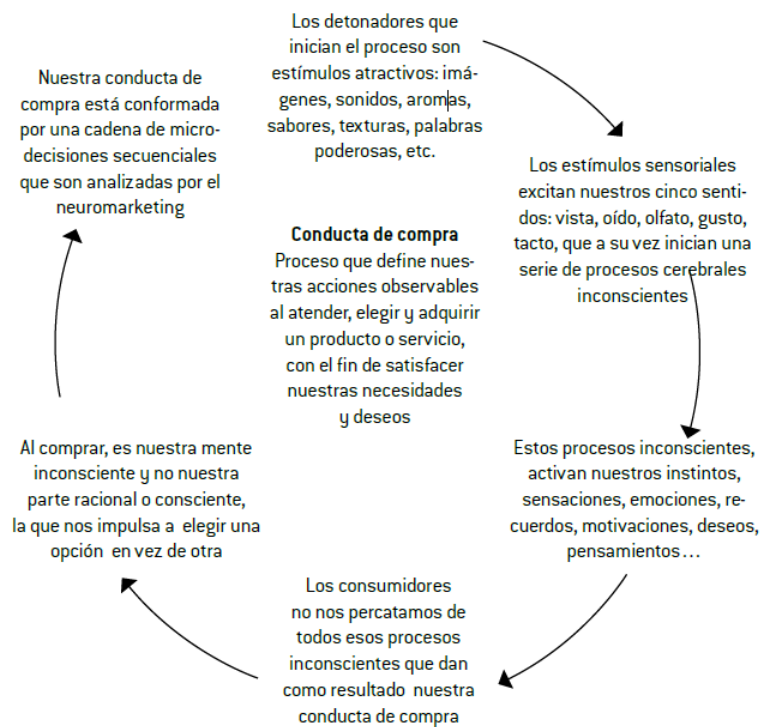 Los detonadores que
inician el proceso son
estímulos atractivos: imá-
genes, sonidos, aromas,
sabores, texturas, palabras
poderosas, etc.
Los estímulos sensoriales
excitan nuestros cinco senti-
dos: vista, oído, olfato, gusto,
tacto, que a su vez inician una
serie de procesos cerebrales
inconscientes
Estos procesos inconscientes,
activan nuestros instintos,
sensaciones, emociones, re-
cuerdos, motivaciones, deseos,
pensamientos...
Los consumidores
no nos percatamos de
todos esos procesos
inconscientes que dan
como resultado nuestra
conducta de compra
Al comprar, es nuestra mente
inconsciente y no nuestra
parte racional o consciente,
la que nos impulsa a elegir una
opción en vez de otra
Nuestra conducta de
compra está conformada
por una cadena de micro-
decisiones secuenciales
que son analizadas por el
neuromarketing
Conducta de compra
Proceso que define nues-
tras acciones observables
al atender, elegir y adquirir
un producto o servicio,
con el fin de satisfacer
nuestras necesidades
y deseos